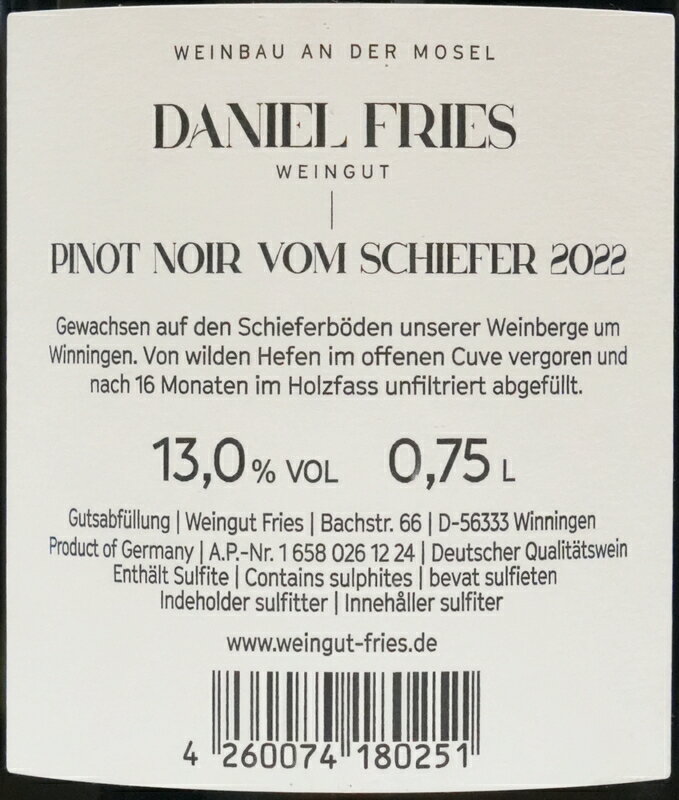 WEINBAU AN DER MOSEL
DANIEL FRIES
WEINGUT
PINOT NOIR VOM SCHIEFER 2022
Gewachsen auf den Schieferböden unserer Weinberge um
Winningen. Von wilden Hefen im offenen Cuve vergoren und
nach 16 Monaten im Holzfass unfiltriert abgefüllt.
13,0 % VOL 0,75 L
Gutsabfüllung | Weingut Fries | Bachstr. 66 | D-56333 Winningen
Product of Germany | A.P.-Nr. 1 658 026 12 24 | Deutscher Qualitätswein
Enthält Sulfite | Contains sulphites | bevat sulfieten
Indeholder sulfitter | Innehåller sulfiter
www.weingut-fries.de
4 260074 180251